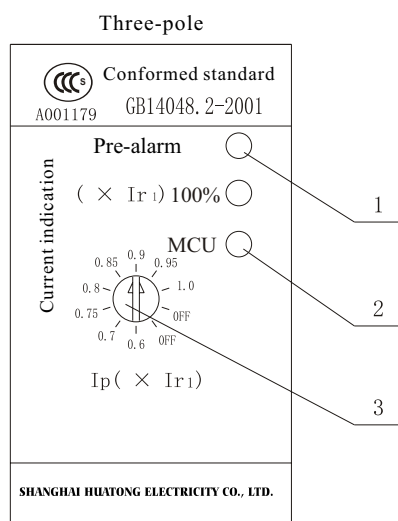 Three-pole
CCC S
Conformed standard
A001179
GB14048.2-2001
Pre-alarm
( × Ir1) 100%
MCU
Current indication
0.9
0.85
0.95
0.8
1.0
0.75
OFF
0.7
0.6
OFF
Ip( × Ir1)
1
2
3
SHANGHAI HUATONG ELECTRICITY CO., LTD.